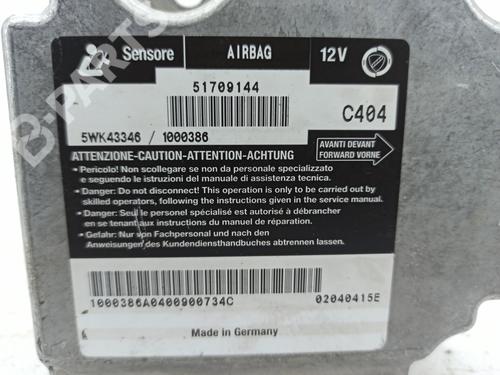 Sensore AIRBAG 12V
51709144
C404
5WK43346 / 1000386
AVANTI DEVANT
FORWARD VORNE
ATTENZIONE-CAUTION-ATTENTION-ACHTUNG
• Pericolo! Non scollegare se non da personale specializzato
e seguendo le istruzioni del manuale di assistenza tecnica.
• Danger: Do not disconnect! This operation is only to be carried out by
skilled operators, following the instructions given in the service manual.
• Danger: Seul le personel spécialisé est autorisé à débrancher
en se tenant aux instructions du manuel de réparation.
• Gefahr: Nur von Fachpersonal und nach den
Anweisungen des Kundendiensthandbuches abtrennen lassen.
1000386A0400900734C 02040415E
Made in Germany
B-PARTS